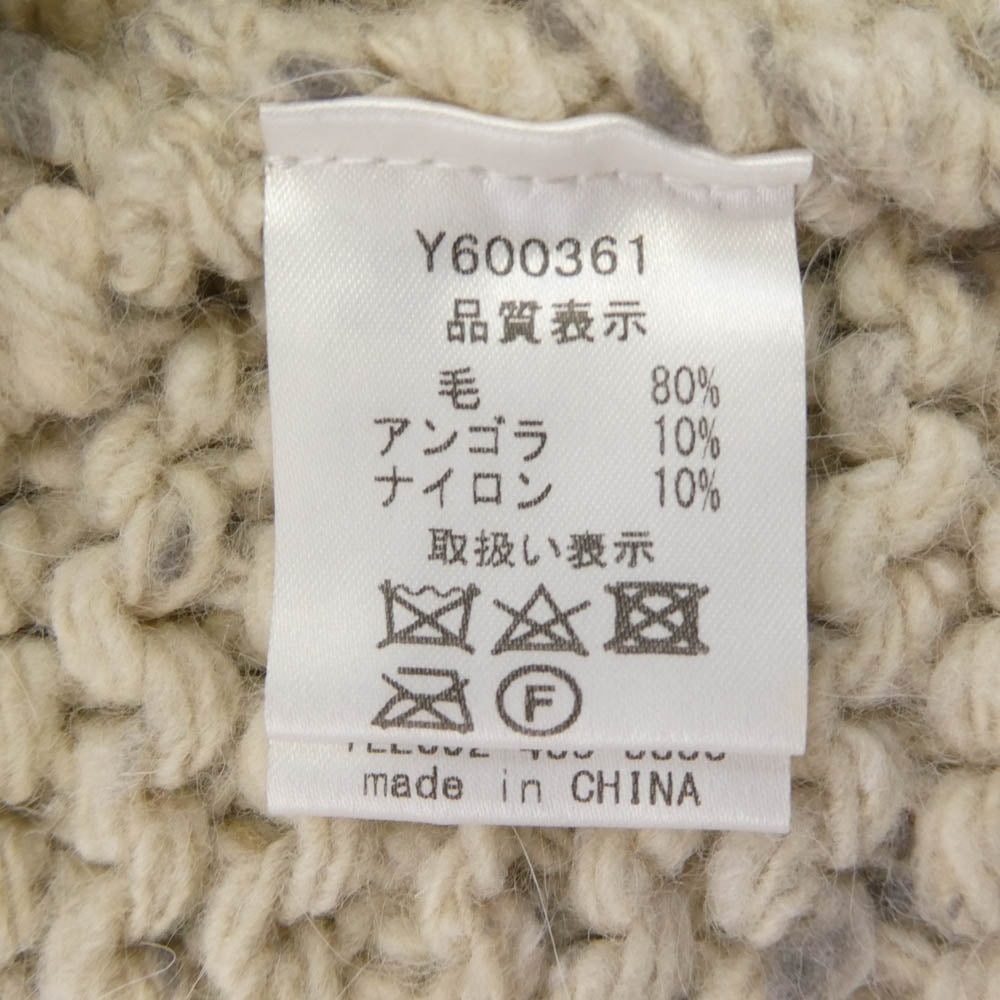 Y600361
品質表示
毛 80%
アンゴラ 10%
ナイロン 10%
取扱い表示
F
made in CHINA